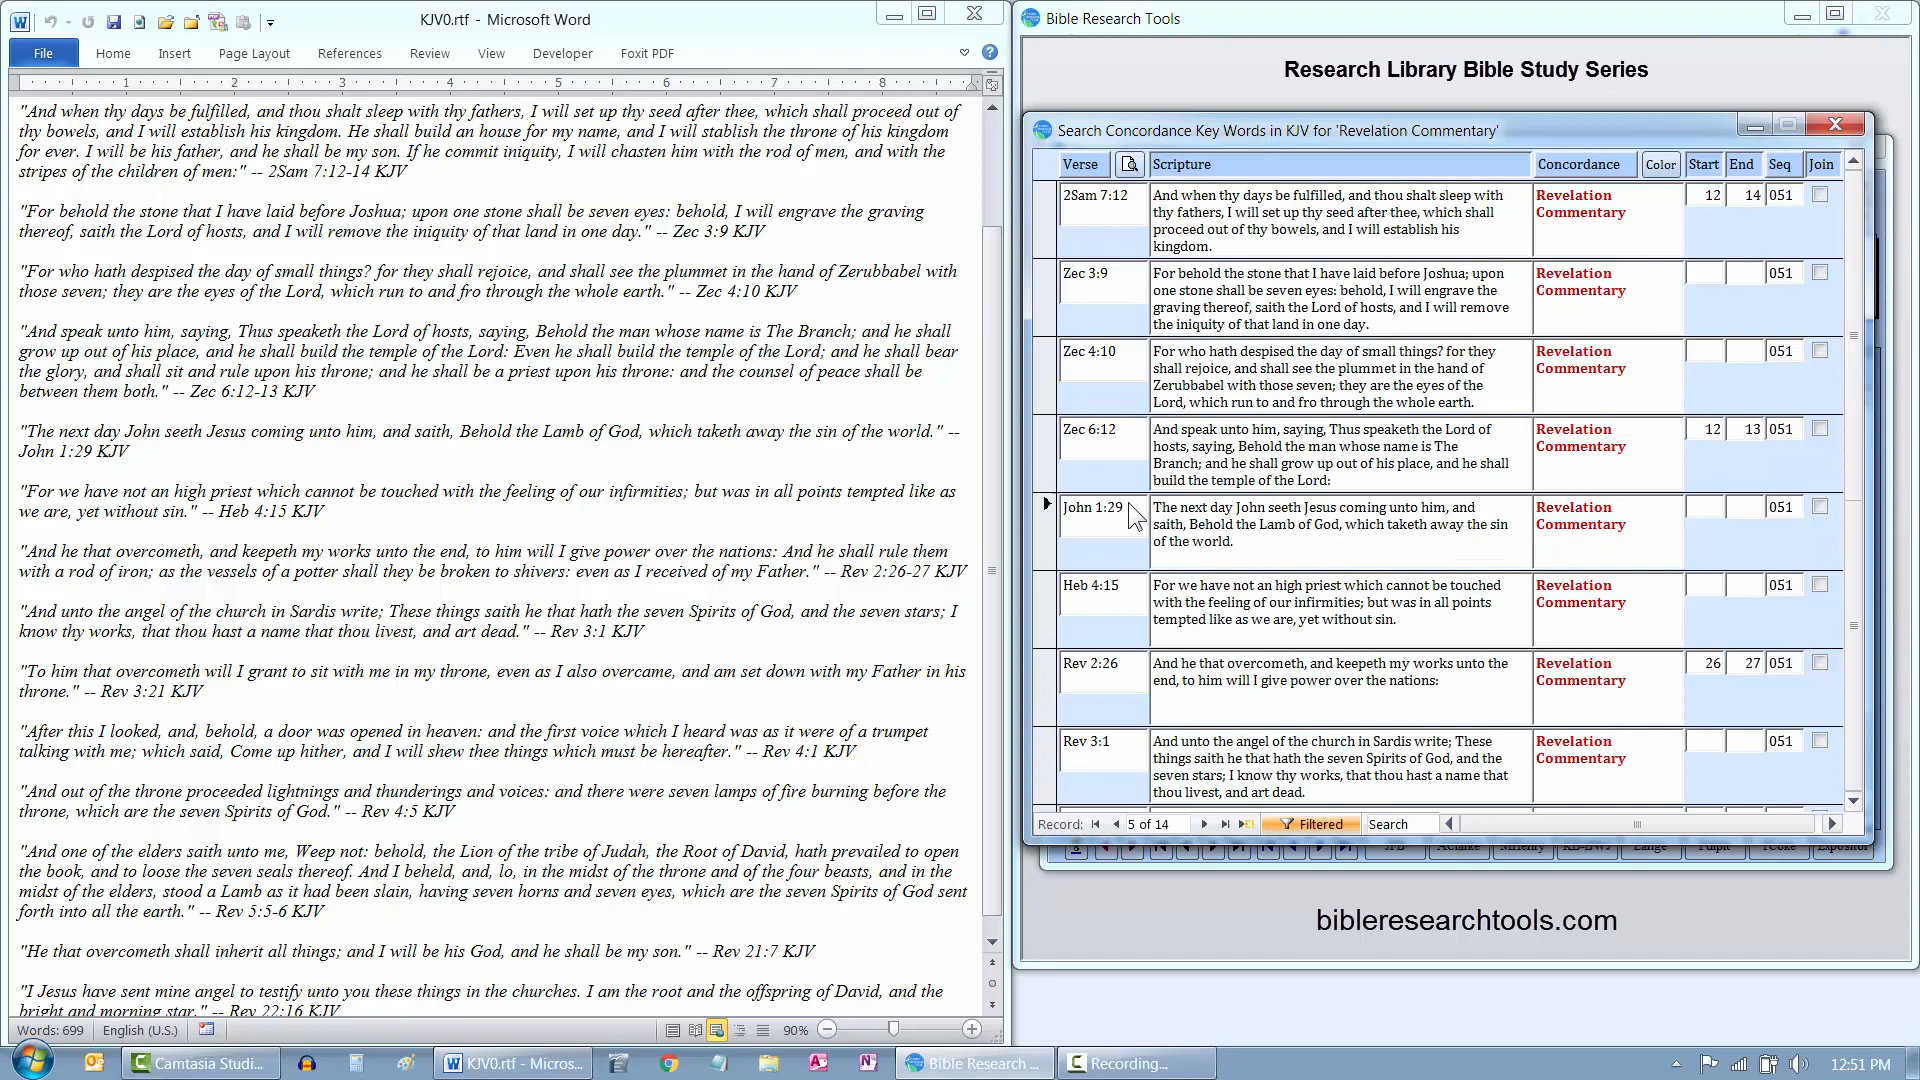 KJV0.rtf - Microsoft Word
File Home Insert Page Layout References Review View Developer Foxit PDF
1 2 3 4 5 6 7 8
"And when thy days be fulfilled, and thou shalt sleep with thy fathers, I will set up thy seed after thee, which shall proceed out of
thy bowels, and I will establish his kingdom. He shall build an house for my name, and I will stablish the throne of his kingdom
for ever. I will be his father, and he shall be my son. If he commit iniquity, I will chasten him with the rod of men, and with the
stripes of the children of men:" -- 2Sam 7:12-14 KJV
"For behold the stone that I have laid before Joshua; upon one stone shall be seven eyes: behold, I will engrave the graving
thereof, saith the Lord of hosts, and I will remove the iniquity of that land in one day." -- Zec 3:9 KJV
"For who hath despised the day of small things? for they shall rejoice, and shall see the plummet in the hand of Zerubbabel with
those seven; they are the eyes of the Lord, which run to and fro through the whole earth." -- Zec 4:10 KJV
"And speak unto him, saying, Thus speaketh the Lord of hosts, saying, Behold the man whose name is The Branch; and he shall
grow up out of his place, and he shall build the temple of the Lord: Even he shall build the temple of the Lord; and he shall bear
the glory, and shall sit and rule upon his throne; and he shall be a priest upon his throne: and the counsel of peace shall be
between them both." -- Zec 6:12-13 KJV
"The next day John seeth Jesus coming unto him, and saith, Behold the Lamb of God, which taketh away the sin of the world." --
John 1:29 KJV
"For we have not an high priest which cannot be touched with the feeling of our infirmities; but was in all points tempted like as
we are, yet without sin." -- Heb 4:15 KJV
"And he that overcometh, and keepeth my works unto the end, to him will I give power over the nations: And he shall rule them
with a rod of iron; as the vessels of a potter shall they be broken to shivers: even as I received of my Father." -- Rev 2:26-27 KJV
"And unto the angel of the church in Sardis write; These things saith he that hath the seven Spirits of God, and the seven stars; I
know thy works, that thou hast a name that thou livest, and art dead." -- Rev 3:1 KJV
"To him that overcometh will I grant to sit with me in my throne, even as I also overcame, and am set down with my Father in his
throne." -- Rev 3:21 KJV
"After this I looked, and, behold, a door was opened in heaven: and the first voice which I heard was as it were of a trumpet
talking with me; which said, Come up hither, and I will shew thee things which must be hereafter." -- Rev 4:1 KJV
"And out of the throne proceeded lightnings and thunderings and voices: and there were seven lamps of fire burning before the
throne, which are the seven Spirits of God." -- Rev 4:5 KJV
"And one of the elders saith unto me, Weep not: behold, the Lion of the tribe of Judah, the Root of David, hath prevailed to open
the book, and to loose the seven seals thereof. And I beheld, and, lo, in the midst of the throne and of the four beasts, and in the
midst of the elders, stood a Lamb as it had been slain, having seven horns and seven eyes, which are the seven Spirits of God sent
forth into all the earth." -- Rev 5:5-6 KJV
"He that overcometh shall inherit all things; and I will be his God, and he shall be my son." -- Rev 21:7 KJV
"I Jesus have sent mine angel to testify unto you these things in the churches. I am the root and the offspring of David, and the
bright and morning star." -- Rev 22:16 KJV
Words: 699 English (U.S.) 90%
Bible Research Tools
Research Library Bible Study Series
Search Concordance Key Words in KJV for 'Revelation Commentary'
Verse Scripture Concordance Color Start End Seq Join
2Sam 7:12 And when thy days be fulfilled, and thou shalt sleep with Revelation 12 14 051
thy fathers, I will set up thy seed after thee, which shall Commentary
proceed out of thy bowels, and I will establish his
kingdom.
Zec 3:9 For behold the stone that I have laid before Joshua; upon Revelation 051
one stone shall be seven eyes: behold, I will engrave the Commentary
graving thereof, saith the Lord of hosts, and I will remove
the iniquity of that land in one day.
Zec 4:10 For who hath despised the day of small things? for they Revelation 051
shall rejoice, and shall see the plummet in the hand of Commentary
Zerubbabel with those seven; they are the eyes of the
Lord, which run to and fro through the whole earth.
Zec 6:12 And speak unto him, saying, Thus speaketh the Lord of Revelation 12 13 051
hosts, saying, Behold the man whose name is The Commentary
Branch; and he shall grow up out of his place, and he shall
build the temple of the Lord:
John 1:29 The next day John seeth Jesus coming unto him, and Revelation 051
saith, Behold the Lamb of God, which taketh away the sin Commentary
of the world.
Heb 4:15 For we have not an high priest which cannot be touched Revelation 051
with the feeling of our infirmities; but was in all points Commentary
tempted like as we are, yet without sin.
Rev 2:26 And he that overcometh, and keepeth my works unto the Revelation 26 27 051
end, to him will I give power over the nations: Commentary
Rev 3:1 And unto the angel of the church in Sardis write; These Revelation 051
things saith he that hath the seven Spirits of God, and the Commentary
seven stars; I know thy works, that thou hast a name that
thou livest, and art dead.
Record: 5 of 14 Filtered Search
bibleresearchtools.com
Camtasia Studi... KJV0.rtf - Micros... Bible Research ... Recording... 12:51 PM